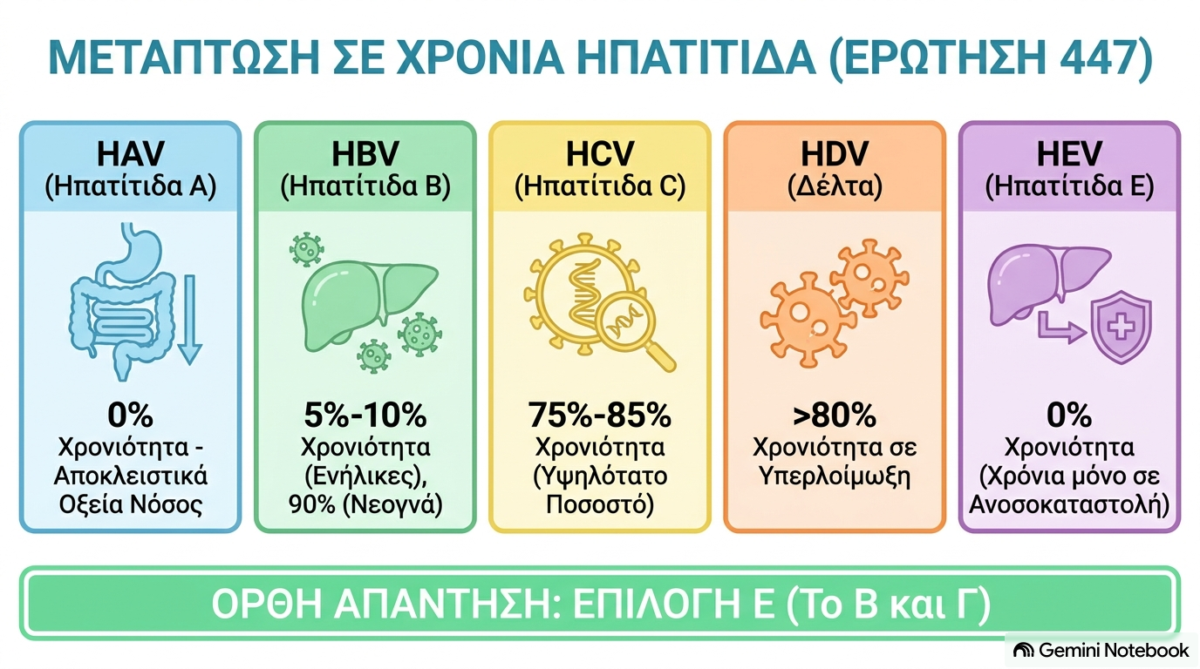 ΜΕΤΑΠΤΩΣΗ ΣΕ ΧΡΟΝΙΑ ΗΠΑΤΙΤΙΔΑ (ΕΡΩΤΗΣΗ 447)
HAV
(Ηπατίτιδα A)
0%
Χρονιότητα -
Αποκλειστικά
Οξεία Νόσος
HBV
(Ηπατίτιδα B)
5%-10%
Χρονιότητα
(Ενήλικες),
90% (Νεογνά)
HCV
(Ηπατίτιδα C)
75%-85%
Χρονιότητα
(Υψηλότατο
Ποσοστό)
HDV
(Δέλτα)
>80%
Χρονιότητα σε
Υπερλοίμωξη
HEV
(Ηπατίτιδα E)
0%
Χρονιότητα
(Χρόνια μόνο σε
Ανοσοκαταστολή)
ΟΡΘΗ ΑΠΑΝΤΗΣΗ: ΕΠΙΛΟΓΗ Ε (Το Β και Γ)
Gemini Notebook